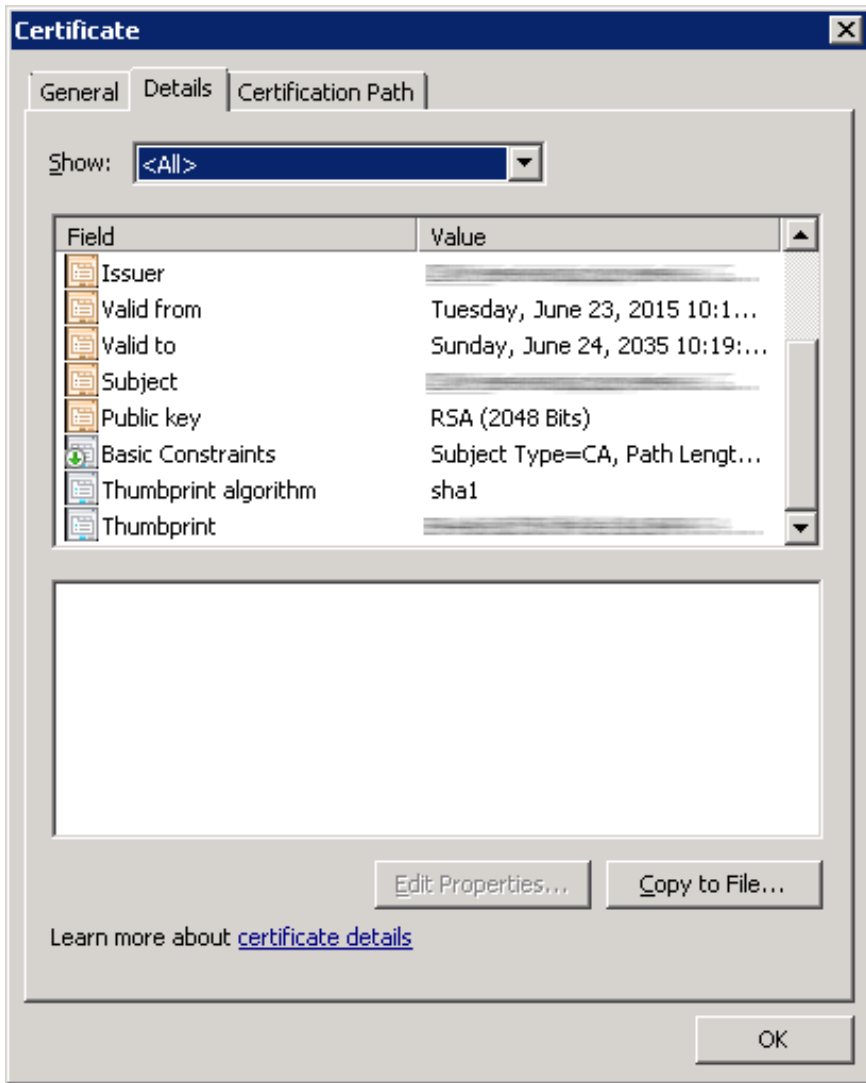 Certificate
General Details Certification Path
Show: <All>
Field Value
Issuer
Valid from Tuesday, June 23, 2015 10:1...
Valid to Sunday, June 24, 2035 10:19:...
Subject
Public key RSA (2048 Bits)
Basic Constraints Subject Type=CA, Path Lengt...
Thumbprint algorithm sha1
Thumbprint
Edit Properties... Copy to File...
Learn more about certificate details
OK